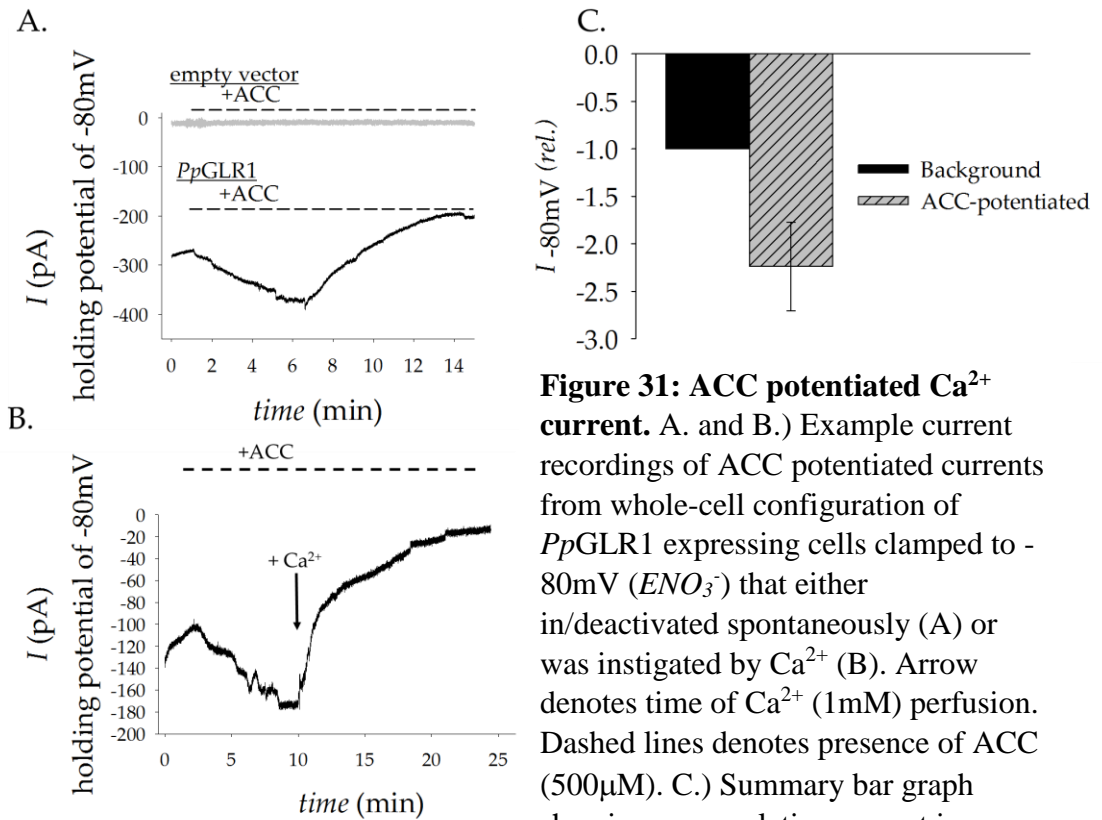 A.
empty vector
+ACC
PpGLR1
+ACC
0
-100
-200
-300
-400
0 2 4 6 8 10 12 14
I (pA)
holding potential of -80mV
time (min)
B.
+ACC
+ Ca²⁺
0
-20
-40
-60
-80
-100
-120
-140
-160
-180
-200
0 5 10 15 20 25
I (pA)
holding potential of -80mV
time (min)
C.
0.0
-0.5
-1.0
-1.5
-2.0
-2.5
-3.0
I -80mV (rel.)
Background
ACC-potentiated
Figure 31: ACC potentiated Ca²⁺
current. A. and B.) Example current
recordings of ACC potentiated currents
from whole-cell configuration of
PpGLR1 expressing cells clamped to -
80mV (ENO₃⁻) that either
in/deactivated spontaneously (A) or
was instigated by Ca²⁺ (B). Arrow
denotes time of Ca²⁺ (1mM) perfusion.
Dashed lines denotes presence of ACC
(500µM). C.) Summary bar graph